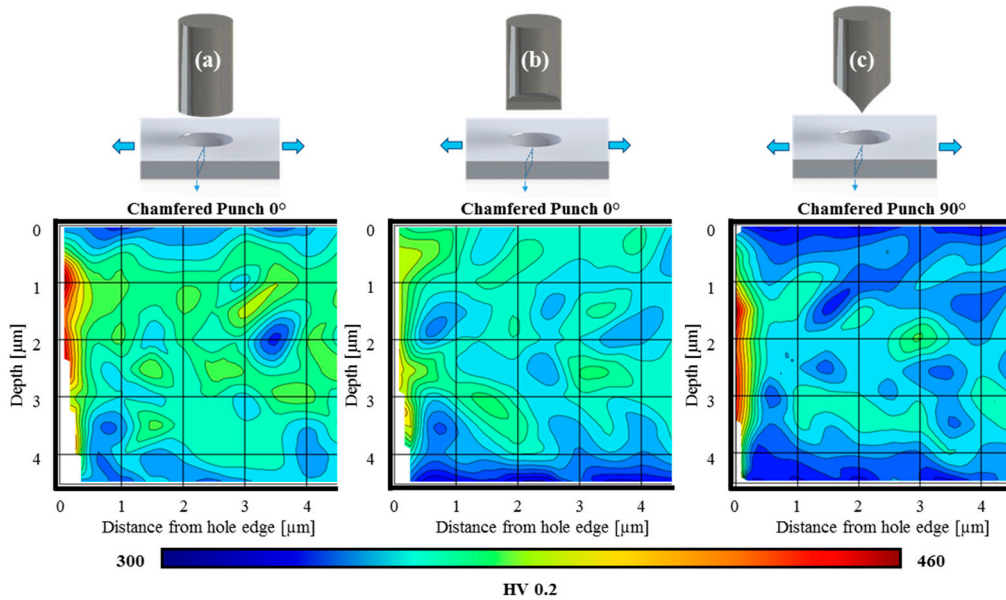 (a) (b) (c)
Chamfered Punch 0° Chamfered Punch 0° Chamfered Punch 90°
0 0 0
1 1 1
2 2 2
3 3 3
4 4 4
Depth [µm] Depth [µm] Depth [µm]
0 1 2 3 4 0 1 2 3 4 0 1 2 3 4
Distance from hole edge [µm] Distance from hole edge [µm] Distance from hole edge [µm]
300 460
HV 0.2